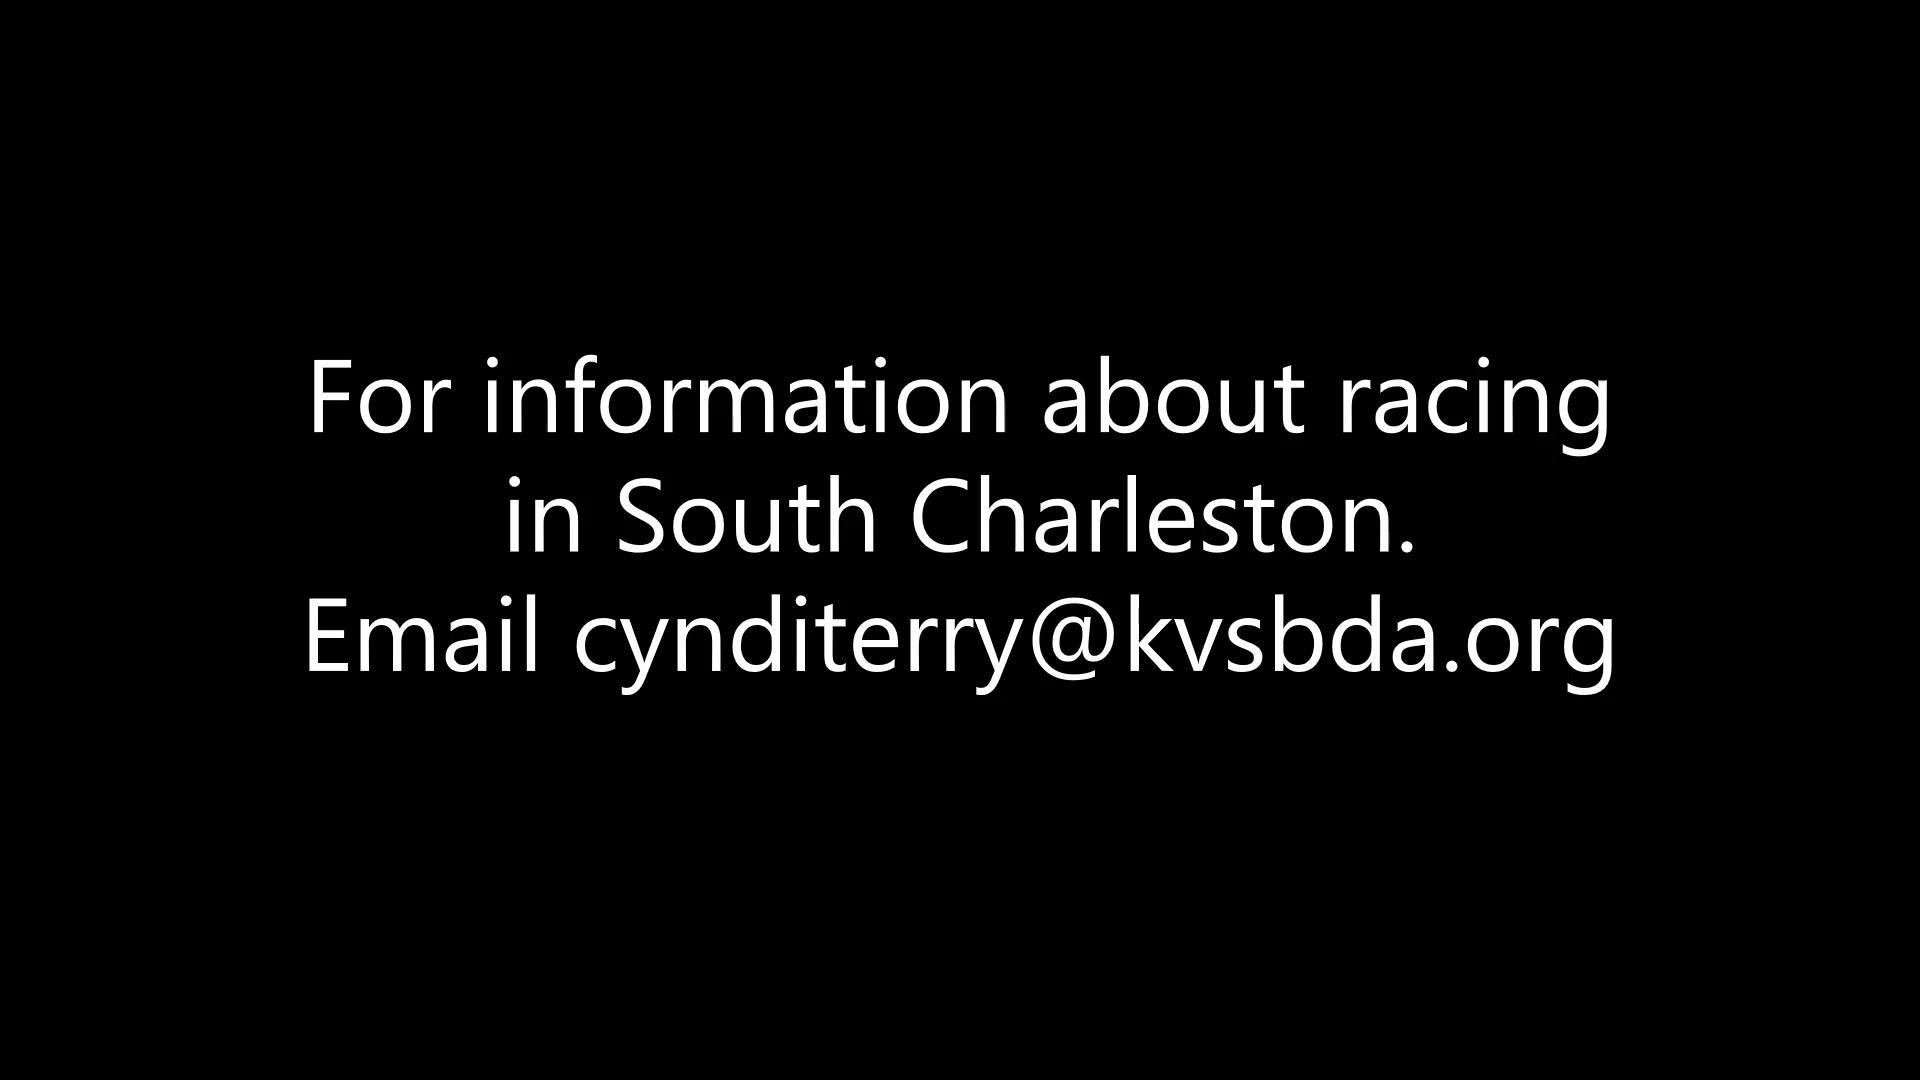 For information about racing
in South Charleston.
Email cynditerry@kvsbda.org